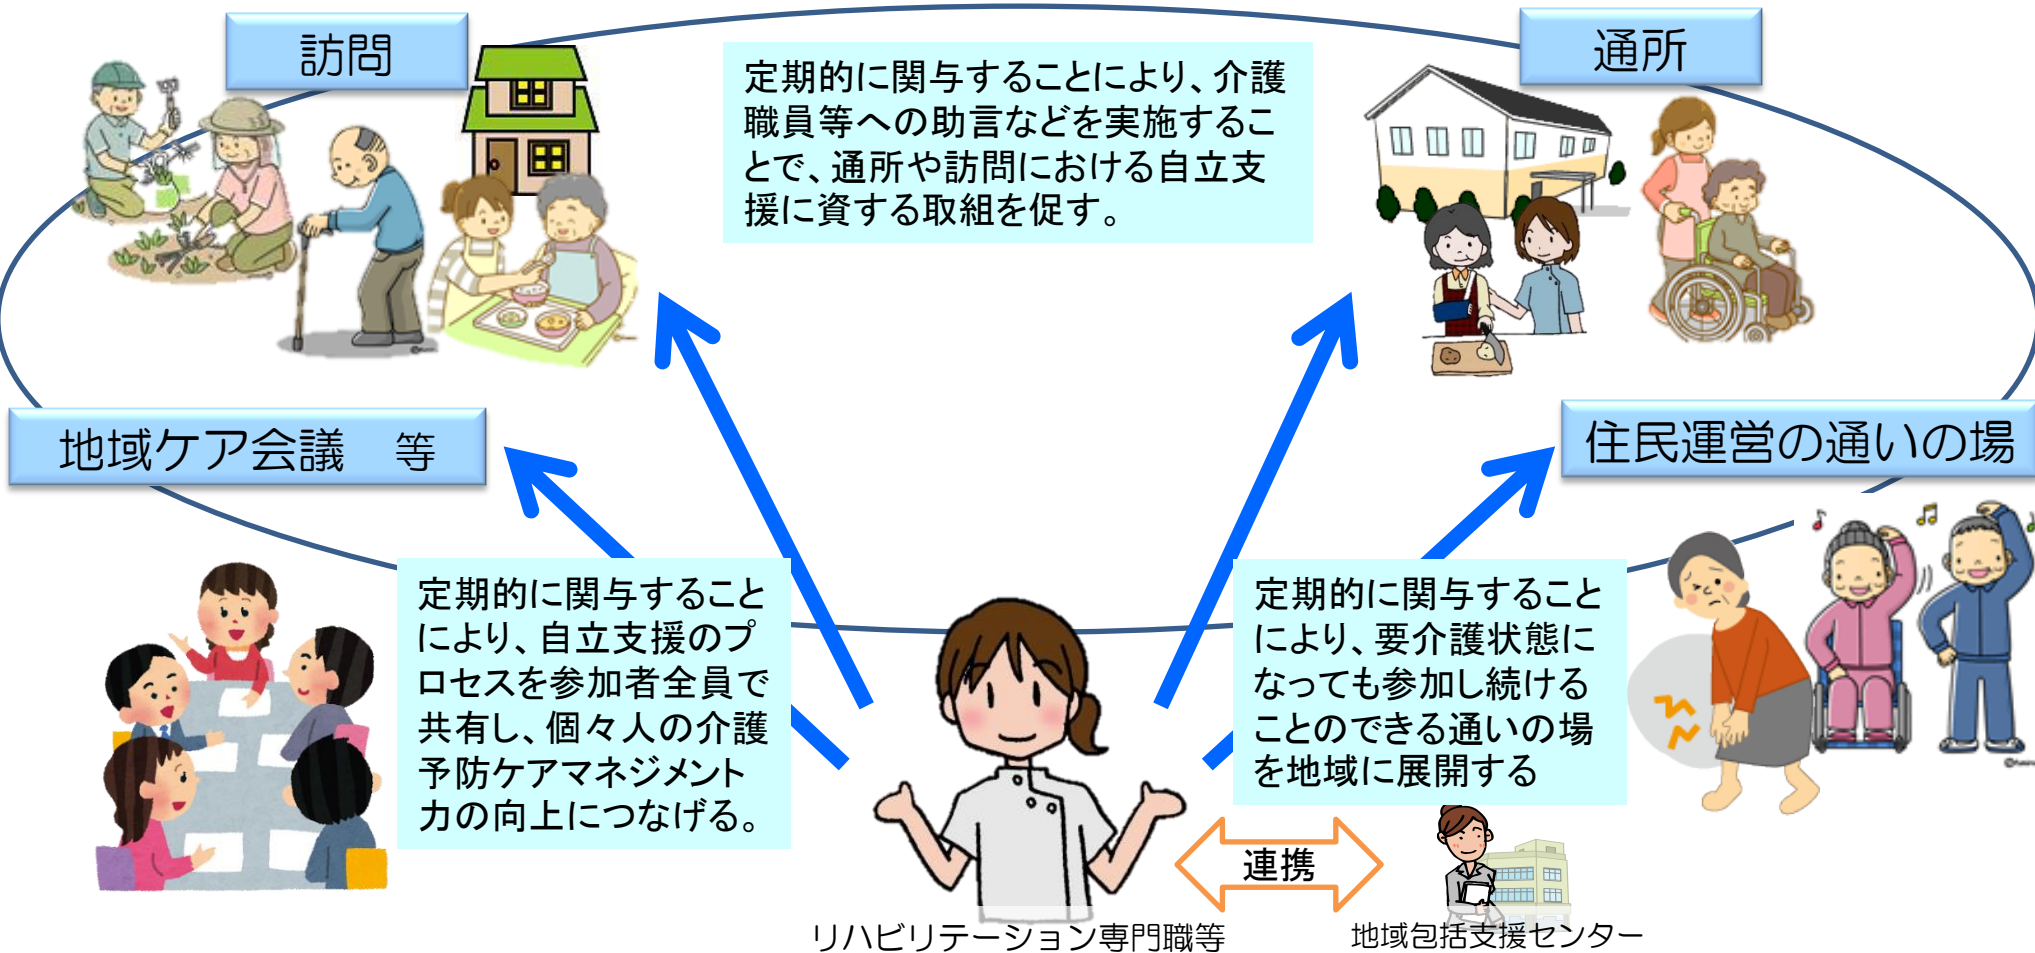 訪問
通所
定期的に関与することにより、介護
職員等への助言などを実施するこ
とで、通所や訪問における自立支
援に資する取組を促す。
地域ケア会議　等
住民運営の通いの場
定期的に関与すること
により、自立支援のプ
ロセスを参加者全員で
共有し、個々人の介護
予防ケアマネジメント
力の向上につなげる。
定期的に関与すること
により、要介護状態に
なっても参加し続ける
ことのできる通いの場
を地域に展開する
連携
リハビリテーション専門職等
地域包括支援センター